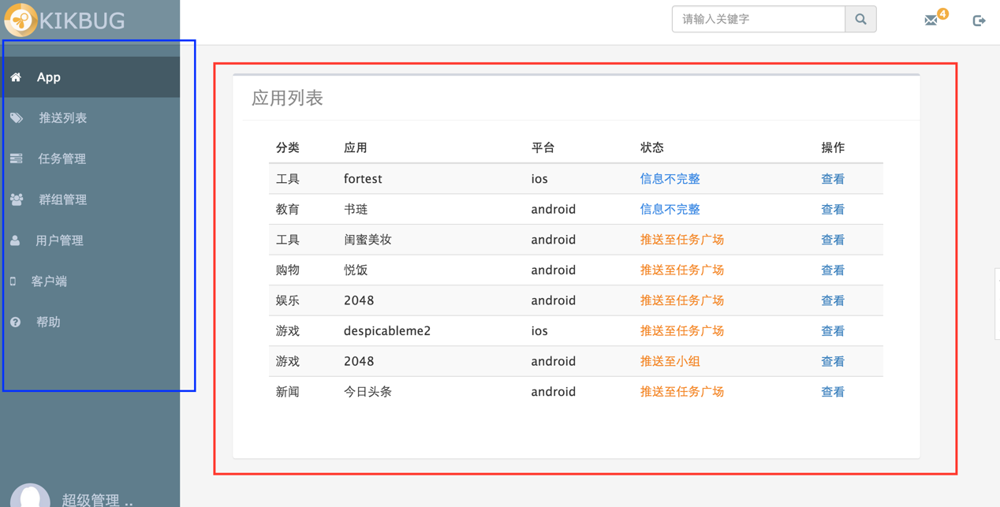 KIKBUG
请输入关键字
4
App
推送列表
任务管理
群组管理
用户管理
客户端
帮助
超级管理 ..
应用列表
分类 应用 平台 状态 操作
工具 fortest ios 信息不完整 查看
教育 书琏 android 信息不完整 查看
工具 闺蜜美妆 android 推送至任务广场 查看
购物 悦饭 android 推送至任务广场 查看
娱乐 2048 android 推送至任务广场 查看
游戏 despicableme2 ios 推送至任务广场 查看
游戏 2048 android 推送至小组 查看
新闻 今日头条 android 推送至任务广场 查看